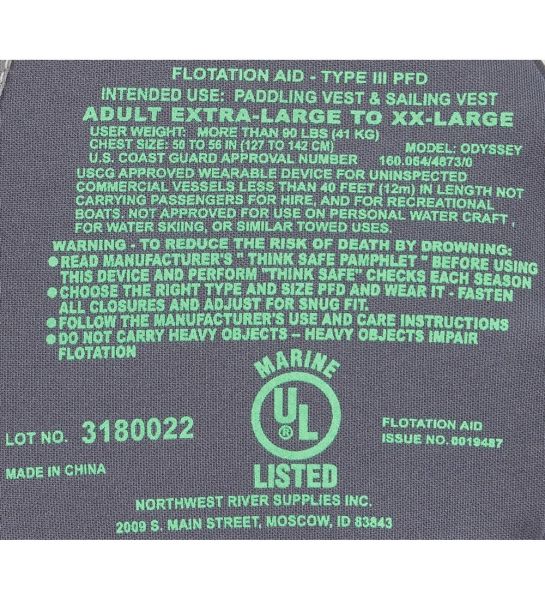 FLOTATION AID - TYPE III PFD
INTENDED USE: PADDLING VEST & SAILING VEST
ADULT EXTRA-LARGE TO XX-LARGE
USER WEIGHT: MORE THAN 90 LBS (41 KG)
CHEST SIZE: 50 TO 56 IN (127 TO 142 CM) MODEL: ODYSSEY
U.S. COAST GUARD APPROVAL NUMBER 160.064/4873/0
USCG APPROVED WEARABLE DEVICE FOR UNINSPECTED
COMMERCIAL VESSELS LESS THAN 40 FEET (12m) IN LENGTH NOT
CARRYING PASSENGERS FOR HIRE, AND FOR RECREATIONAL
BOATS. NOT APPROVED FOR USE ON PERSONAL WATER CRAFT ,
FOR WATER SKIING, OR SIMILAR TOWED USES.
WARNING - TO REDUCE THE RISK OF DEATH BY DROWNING:
●READ MANUFACTURER'S " THINK SAFE PAMPHLET " BEFORE USING
THIS DEVICE AND PERFORM "THINK SAFE" CHECKS EACH SEASON
●CHOOSE THE RIGHT TYPE AND SIZE PFD AND WEAR IT - FASTEN
ALL CLOSURES AND ADJUST FOR SNUG FIT.
●FOLLOW THE MANUFACTURER'S USE AND CARE INSTRUCTIONS
●DO NOT CARRY HEAVY OBJECTS – HEAVY OBJECTS IMPAIR
FLOTATION
MARINE
UL ®
LISTED
LOT NO. 3180022
FLOTATION AID
ISSUE NO. 0019487
MADE IN CHINA
NORTHWEST RIVER SUPPLIES INC.
2009 S. MAIN STREET, MOSCOW, ID 83843